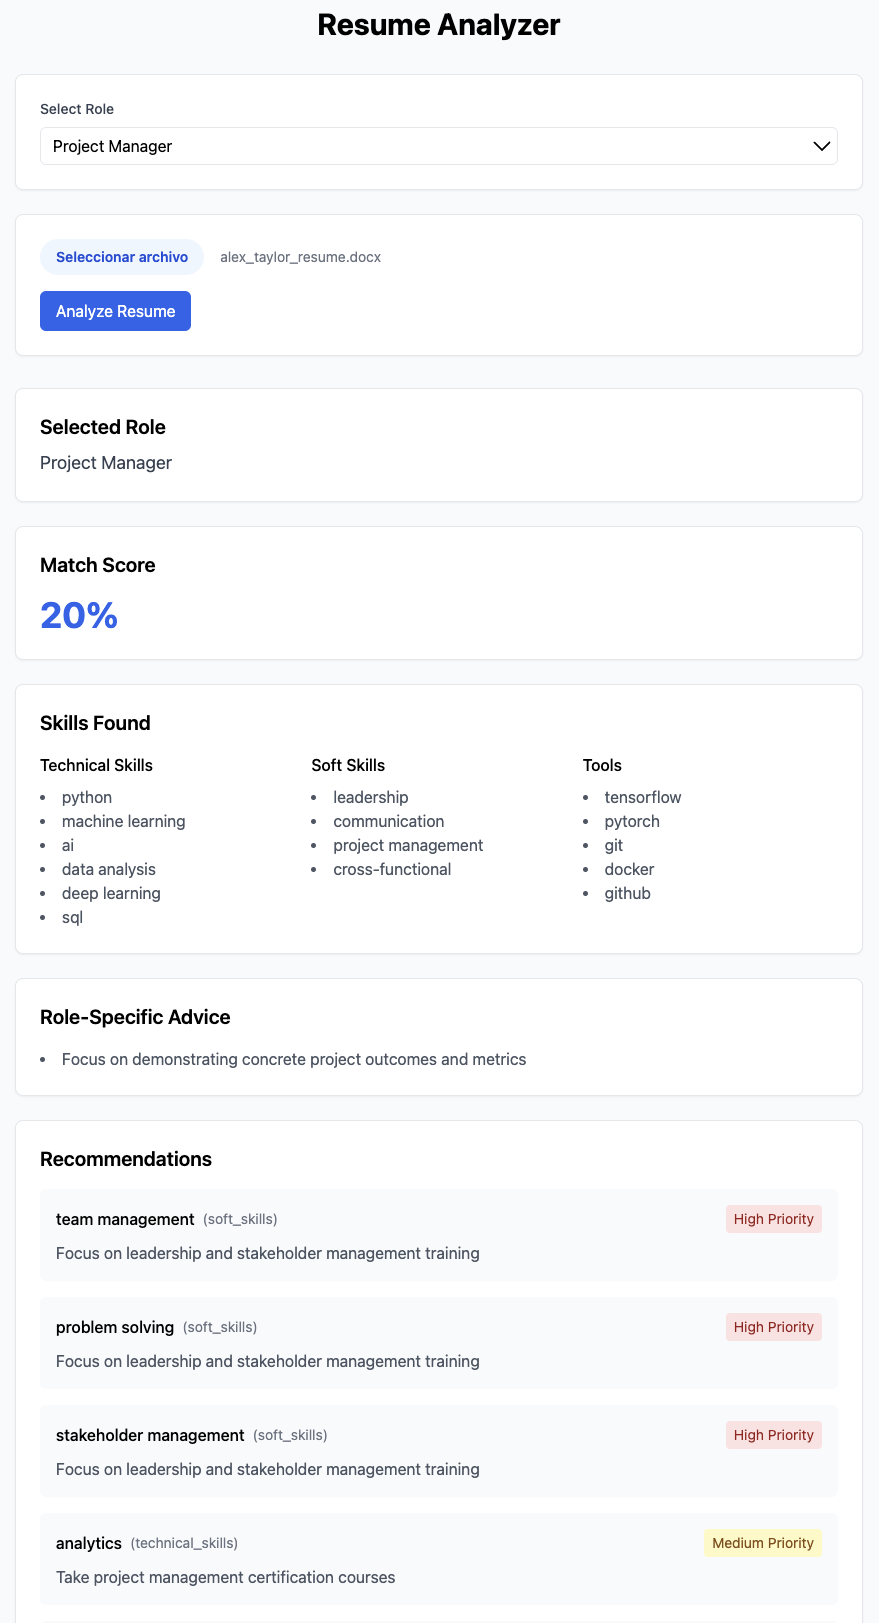 Resume Analyzer
Select Role
Project Manager
Seleccionar archivo alex_taylor_resume.docx
Analyze Resume
Selected Role
Project Manager
Match Score
20%
Skills Found
Technical Skills
python
machine learning
ai
data analysis
deep learning
sql
Soft Skills
leadership
communication
project management
cross-functional
Tools
tensorflow
pytorch
git
docker
github
Role-Specific Advice
Focus on demonstrating concrete project outcomes and metrics
Recommendations
team management (soft_skills) High Priority
Focus on leadership and stakeholder management training
problem solving (soft_skills) High Priority
Focus on leadership and stakeholder management training
stakeholder management (soft_skills) High Priority
Focus on leadership and stakeholder management training
analytics (technical_skills) Medium Priority
Take project management certification courses